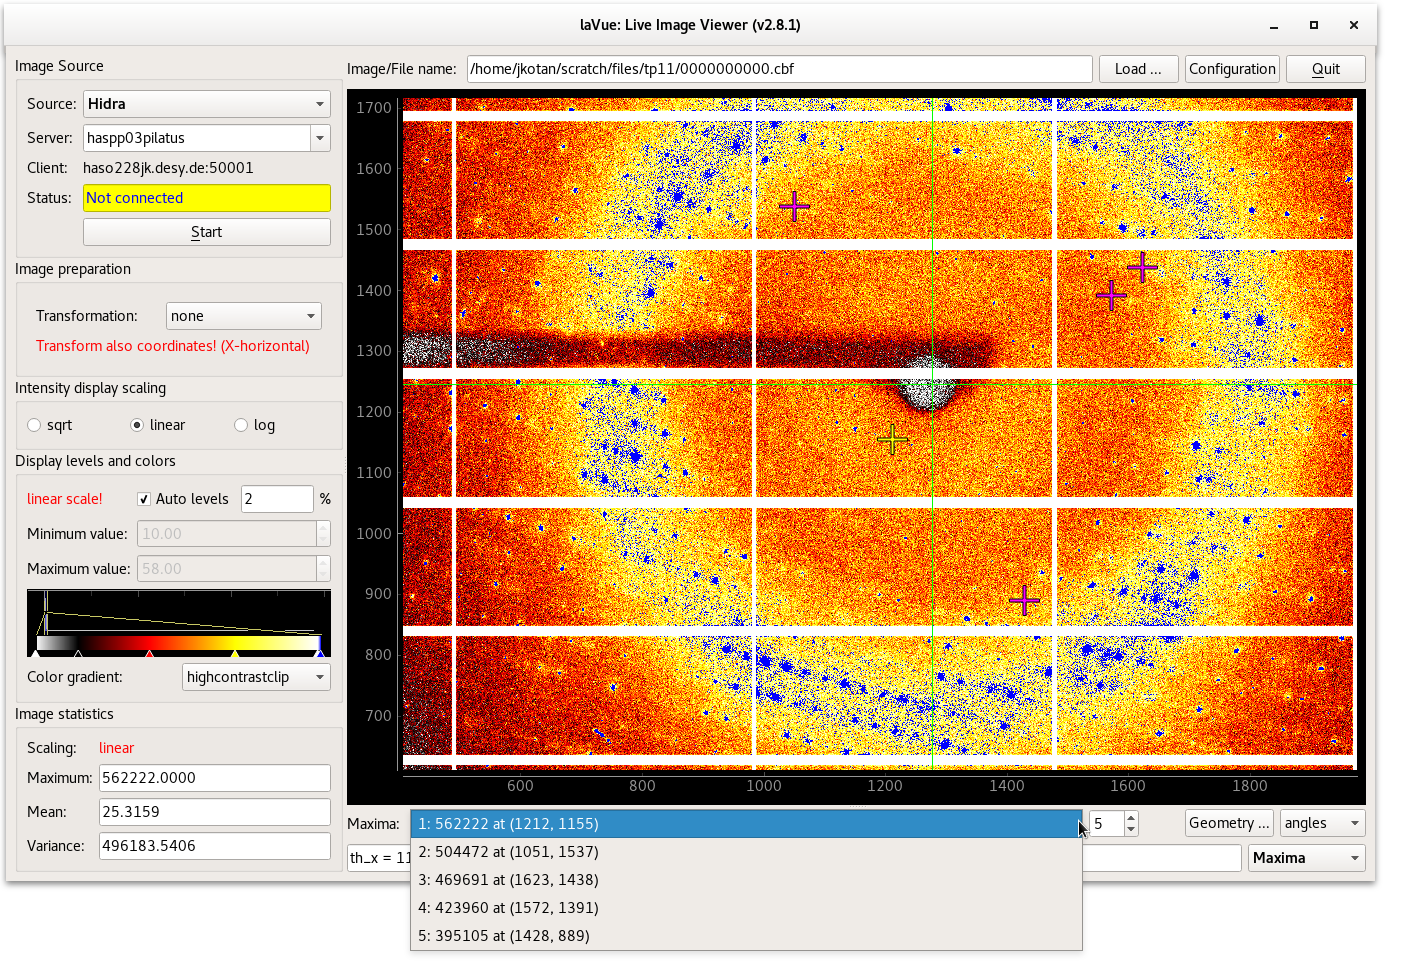 laVue: Live Image Viewer (v2.8.1)
Image Source
Source: Hidra
Server: haspp03pilatus
Client: haso228jk.desy.de:50001
Status: Not connected
Start
Image preparation
Transformation: none
Transform also coordinates! (X-horizontal)
Intensity display scaling
sqrt linear log
Display levels and colors
linear scale! Auto levels 2 %
Minimum value: 10.00
Maximum value: 58.00
Color gradient: highcontrastclip
Image statistics
Scaling: linear
Maximum: 562222.0000
Mean: 25.3159
Variance: 496183.5406
Image/File name: /home/jkotan/scratch/files/tp11/0000000000.cbf Load ... Configuration Quit
1700
1600
1500
1400
1300
1200
1100
1000
900
800
700
600 800 1000 1200 1400 1600 1800
Maxima: 1: 562222 at (1212, 1155) 5 Geometry ... angles
2: 504472 at (1051, 1537)
3: 469691 at (1623, 1438)
4: 423960 at (1572, 1391)
5: 395105 at (1428, 889)
th_x = 11 Maxima